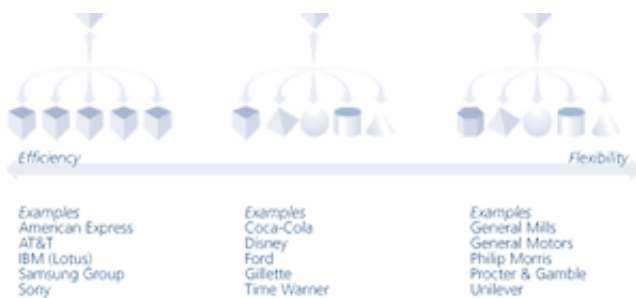 Efficiency
Flexibility
Examples
American Express
AT&T
IBM (Lotus)
Samsung Group
Sony
Examples
Coca-Cola
Disney
Ford
Gillette
Time Warner
Examples
General Mills
General Motors
Philip Morris
Procter & Gamble
Unilever